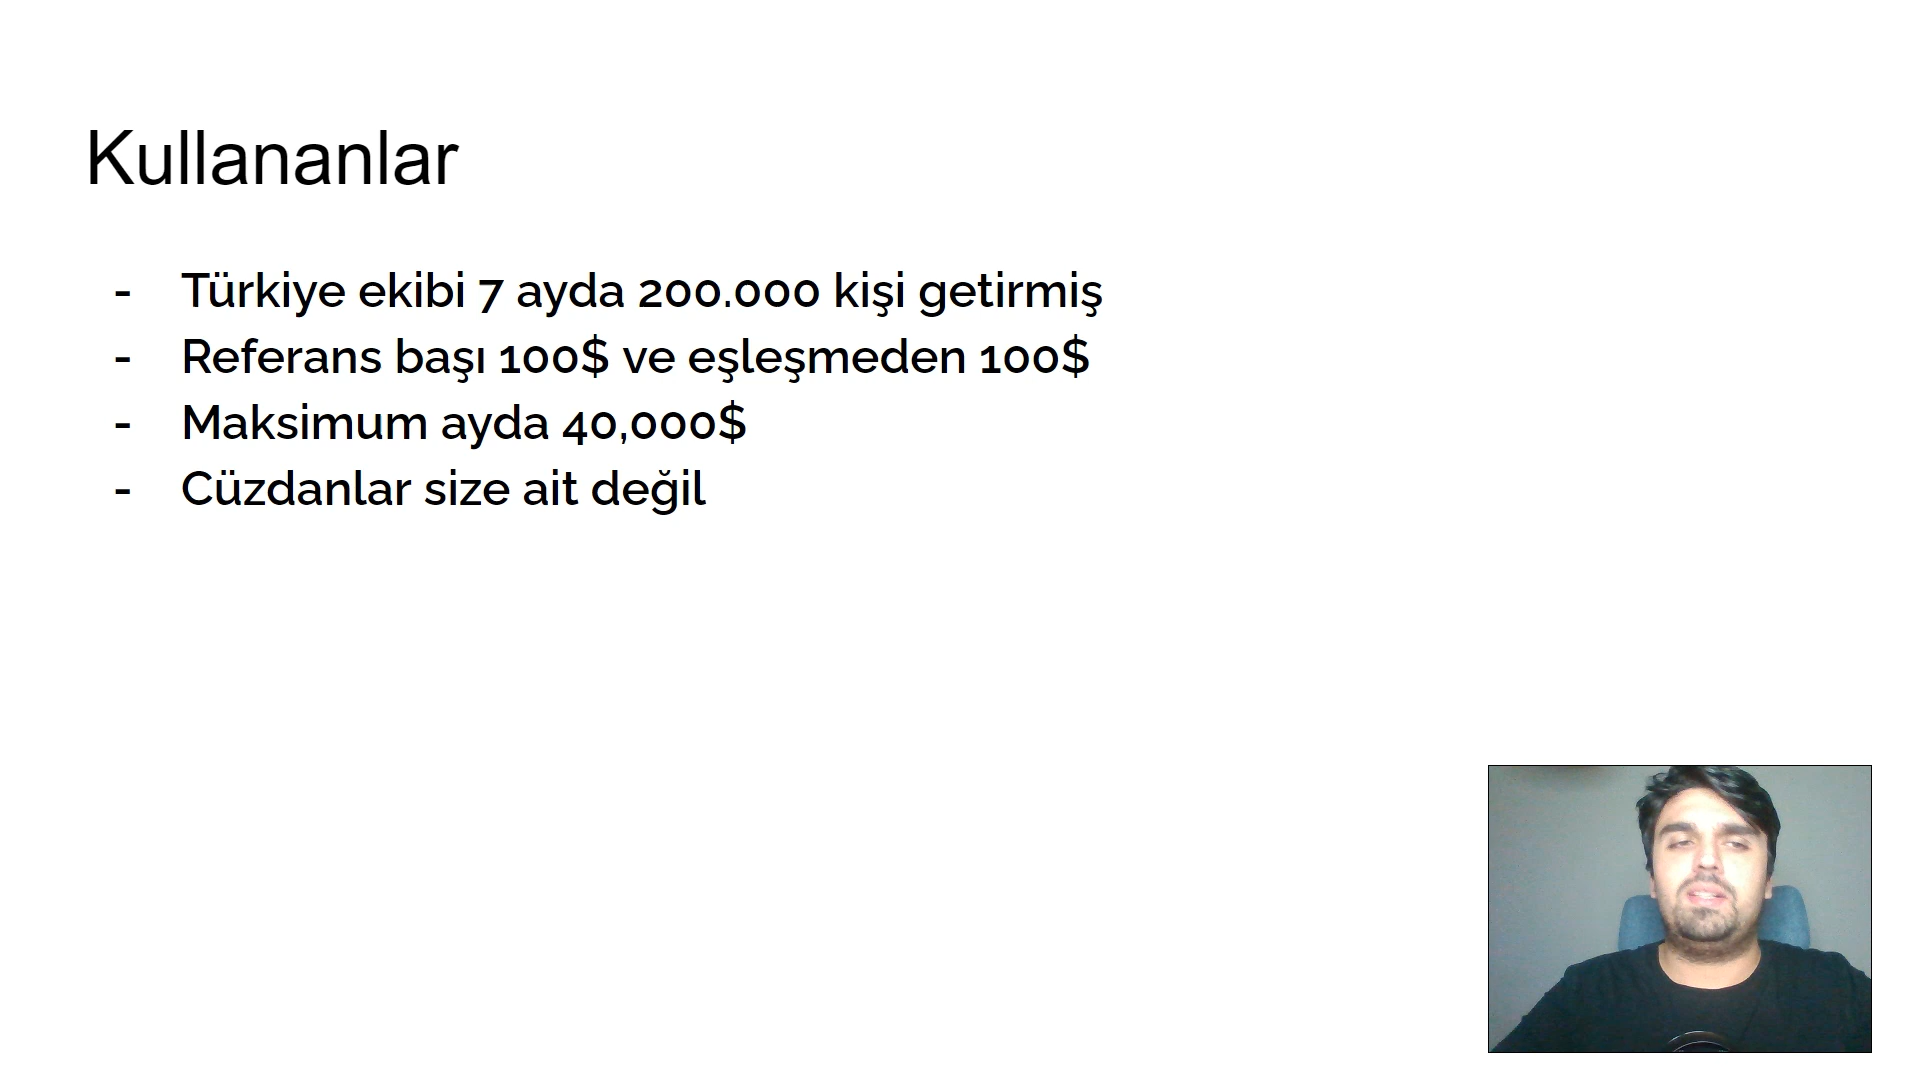 Kullananlar
- Türkiye ekibi 7 ayda 200.000 kişi getirmiş
- Referans başı 100$ ve eşleşmeden 100$
- Maksimum ayda 40,000$
- Cüzdanlar size ait değil